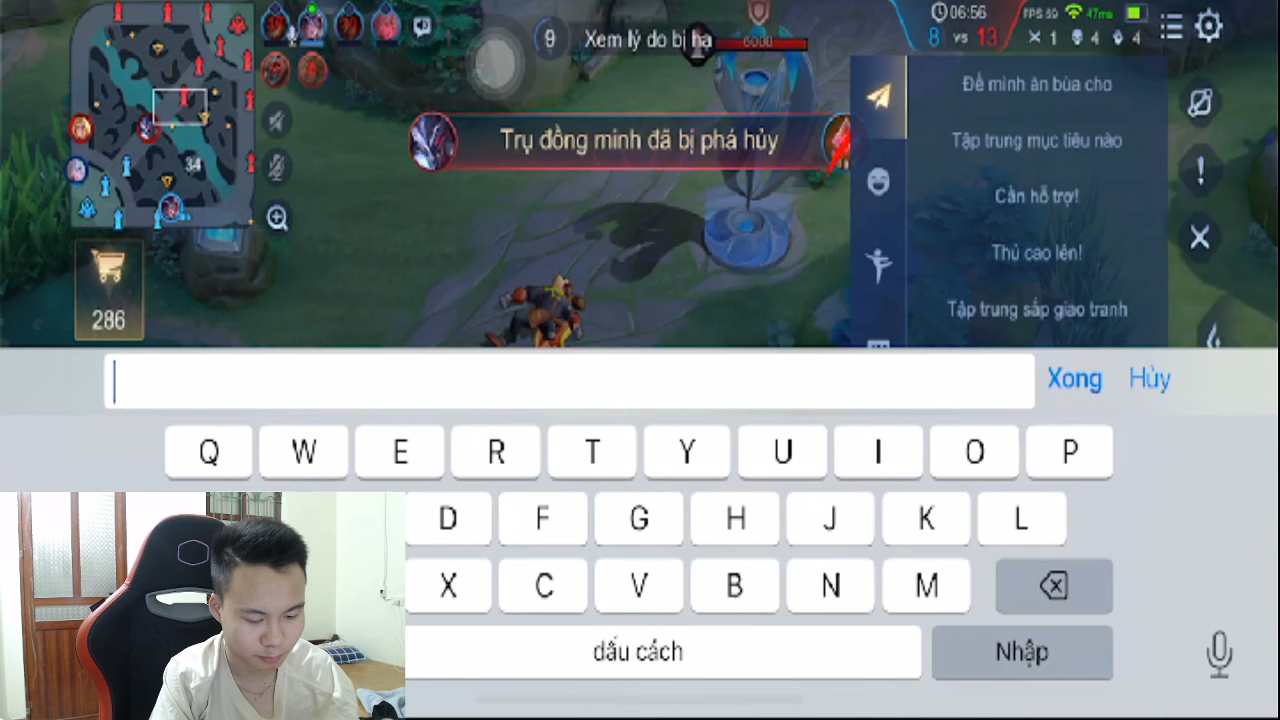 06:56
FPS 59
47ms
8 vs 13
1
4
4
9
Xem lý do bị hạ
6000
Trụ đồng minh đã bị phá hủy
34
286
Để mình ăn bùa cho
Tập trung mục tiêu nào
Cần hỗ trợ!
Thủ cao lên!
Tập trung sắp giao tranh
Xong
Hủy
Q W E R T Y U I O P
D F G H J K L
X C V B N M
dấu cách
Nhập